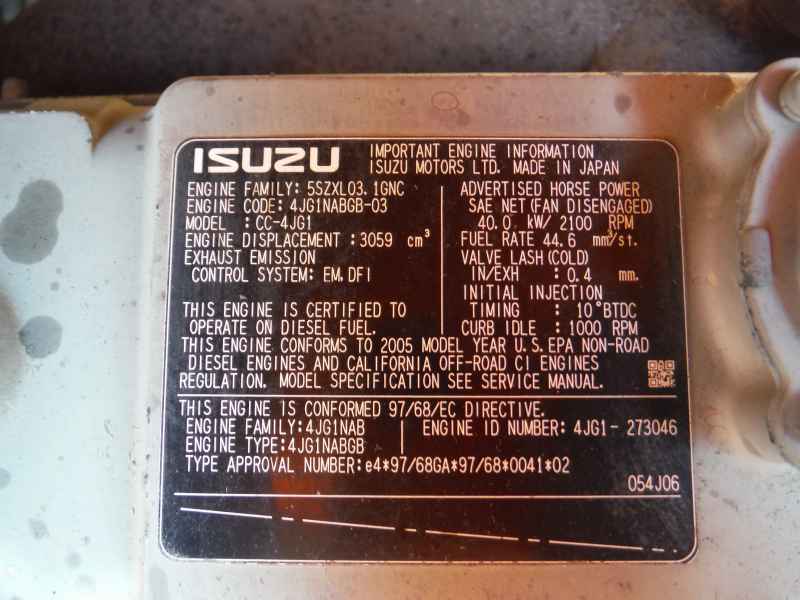 ISUZU
IMPORTANT ENGINE INFORMATION
ISUZU MOTORS LTD. MADE IN JAPAN
ENGINE FAMILY: 5SZXL03.1GNC
ENGINE CODE: 4JG1NABGB-03
MODEL : CC-4JG1
ENGINE DISPLACEMENT : 3059 cm³
EXHAUST EMISSION
CONTROL SYSTEM: EM, DFI
THIS ENGINE IS CERTIFIED TO
OPERATE ON DIESEL FUEL.
ADVERTISED HORSE POWER
SAE NET (FAN DISENGAGED)
40.0 kW/ 2100 RPM
FUEL RATE 44.6 mm³/st.
VALVE LASH (COLD)
IN/EXH : 0.4 mm.
INITIAL INJECTION
TIMING : 10°BTDC
CURB IDLE : 1000 RPM
THIS ENGINE CONFORMS TO 2005 MODEL YEAR U.S.EPA NON-ROAD
DIESEL ENGINES AND CALIFORNIA OFF-ROAD CI ENGINES
REGULATION. MODEL SPECIFICATION SEE SERVICE MANUAL.
THIS ENGINE IS CONFORMED 97/68/EC DIRECTIVE.
ENGINE FAMILY:4JG1NAB
ENGINE TYPE:4JG1NABGB
ENGINE ID NUMBER: 4JG1- 273046
TYPE APPROVAL NUMBER:e4*97/68GA*97/68*0041*02
054J06